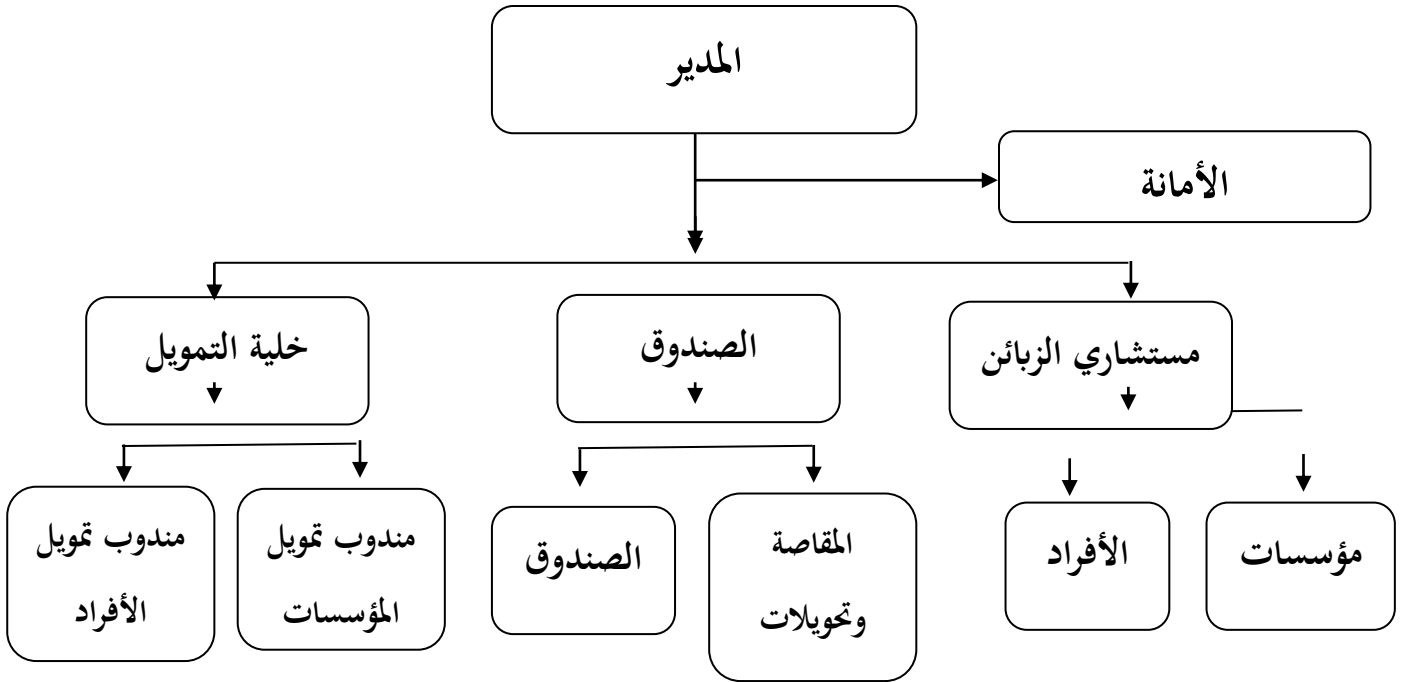 المدير
الأمانة
مستشاري الزبائن
الصندوق
خلية التمويل
مؤسسات
الأفراد
المقاصة
وتحويلات
الصندوق
مندوب تمويل
المؤسسات
مندوب تمويل
الأفراد